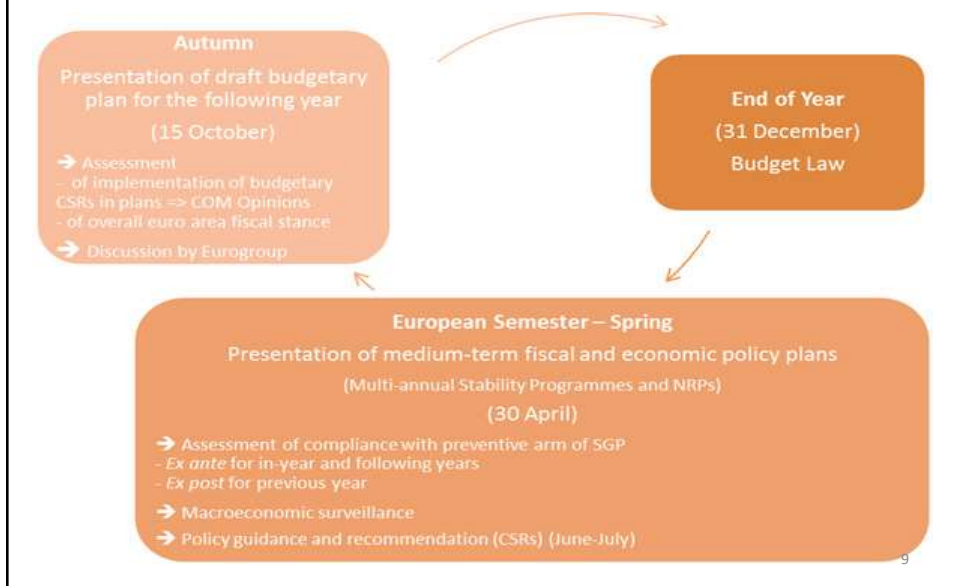 Autumn
Presentation of draft budgetary
plan for the following year
(15 October)
➔ Assessment
- of implementation of budgetary
CSRs in plans => COM Opinions
- of overall euro area fiscal stance
➔ Discussion by Eurogroup
End of Year
(31 December)
Budget Law
European Semester – Spring
Presentation of medium-term fiscal and economic policy plans
(Multi-annual Stability Programmes and NRPs)
(30 April)
➔ Assessment of compliance with preventive arm of SGP
- Ex ante for in-year and following years
- Ex post for previous year
➔ Macroeconomic surveillance
➔ Policy guidance and recommendation (CSRs) (June-July)
9